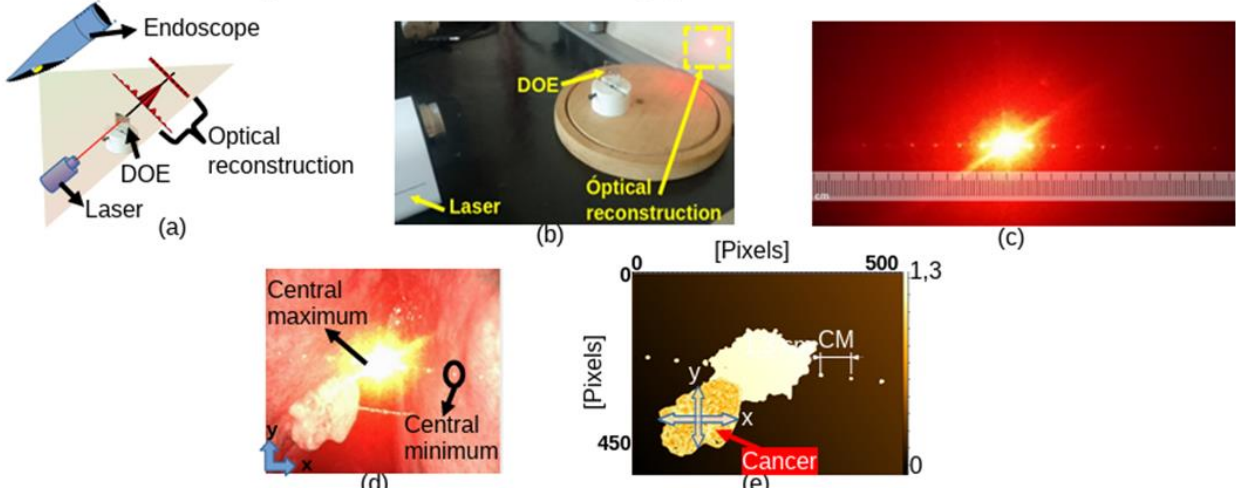 Endoscope
Optical
reconstruction
DOE
Laser
(a)
DOE
Óptical
reconstruction
Laser
(b)
cm
(c)
Central
maximum
Central
minimum
y
x
(d)
[Pixels]
0
500
0
1,3
[Pixels]
CM
y
x
450
Cancer
0
(e)